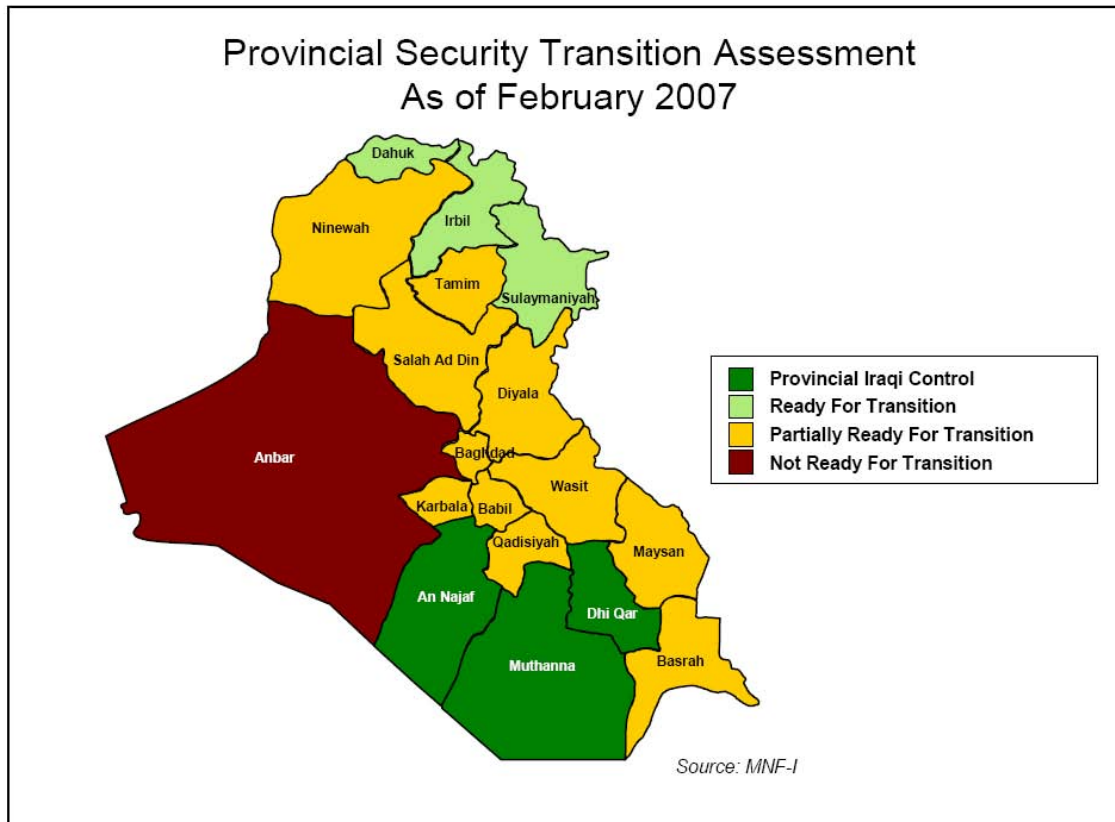 Provincial Security Transition Assessment
As of February 2007
Dahuk
Ninewah
Irbil
Tamim
Sulaymaniyah
Salah Ad Din
Diyala
Anbar
Baghdad
Wasit
Karbala
Babil
Qadisiyah
Maysan
An Najaf
Dhi Qar
Muthanna
Basrah
Provincial Iraqi Control
Ready For Transition
Partially Ready For Transition
Not Ready For Transition
Source: MNF-I